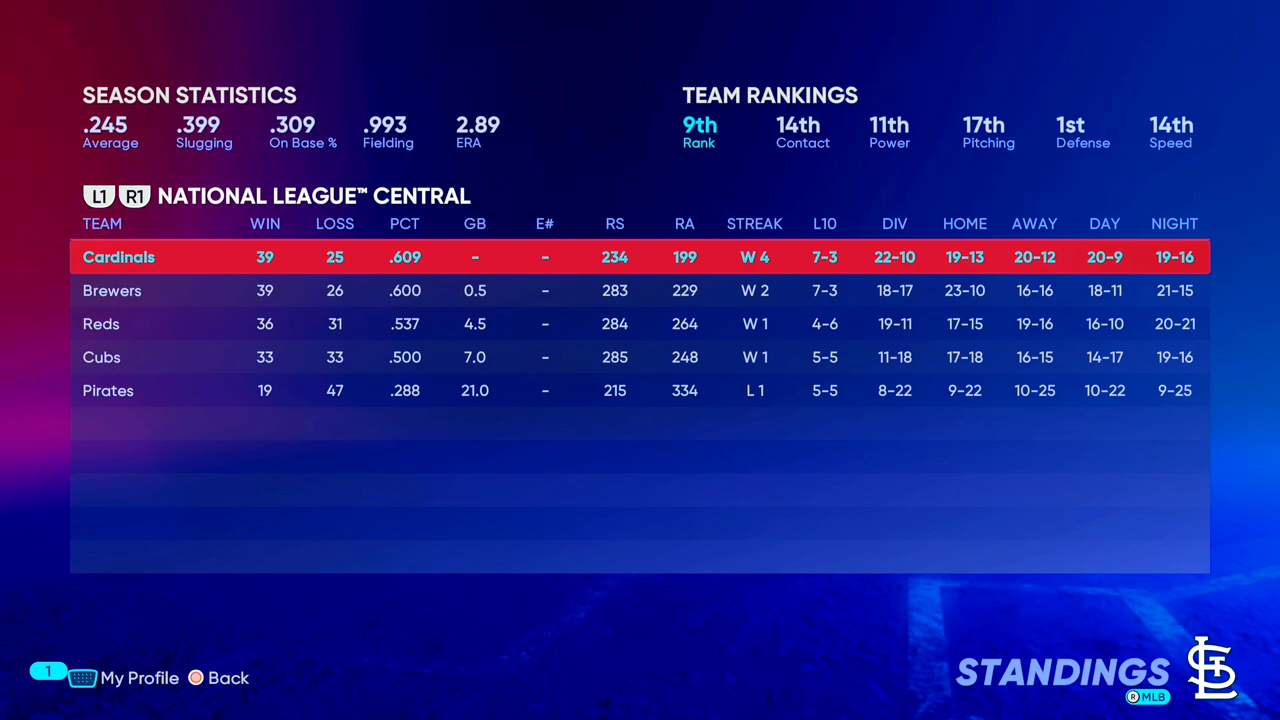 SEASON STATISTICS
.245 .399 .309 .993 2.89
Average Slugging On Base % Fielding ERA
TEAM RANKINGS
9th 14th 11th 17th 1st 14th
Rank Contact Power Pitching Defense Speed
L1 R1 NATIONAL LEAGUE™ CENTRAL
TEAM WIN LOSS PCT GB E# RS RA STREAK L10 DIV HOME AWAY DAY NIGHT
Cardinals 39 25 .609 - - 234 199 W 4 7-3 22-10 19-13 20-12 20-9 19-16
Brewers 39 26 .600 0.5 - 283 229 W 2 7-3 18-17 23-10 16-16 18-11 21-15
Reds 36 31 .537 4.5 - 284 264 W 1 4-6 19-11 17-15 19-16 16-10 20-21
Cubs 33 33 .500 7.0 - 285 248 W 1 5-5 11-18 17-18 16-15 14-17 19-16
Pirates 19 47 .288 21.0 - 215 334 L 1 5-5 8-22 9-22 10-25 10-22 9-25
1 My Profile Back
STANDINGS
R MLB
STL